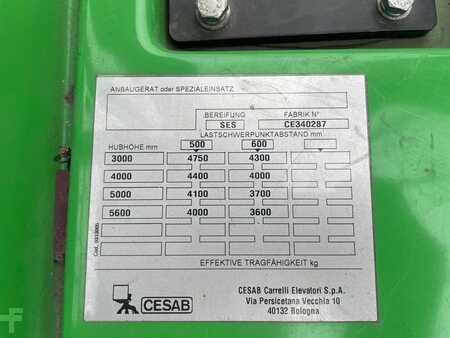 ANBAUGERÄT oder SPEZIALEINSATZ
BEREIFUNG FABRIK N°
SES CE340287
LASTSCHWERPUNKTABSTAND mm
HUBHÖHE mm 500 600
3000 4750 4300
4000 4400 4000
5000 4100 3700
5600 4000 3600
EFFEKTIVE TRAGFÄHIGKEIT kg
CESAB
CESAB Carrelli Elevatori S.p.A.
Via Persicetana Vecchia 10
40132 Bologna